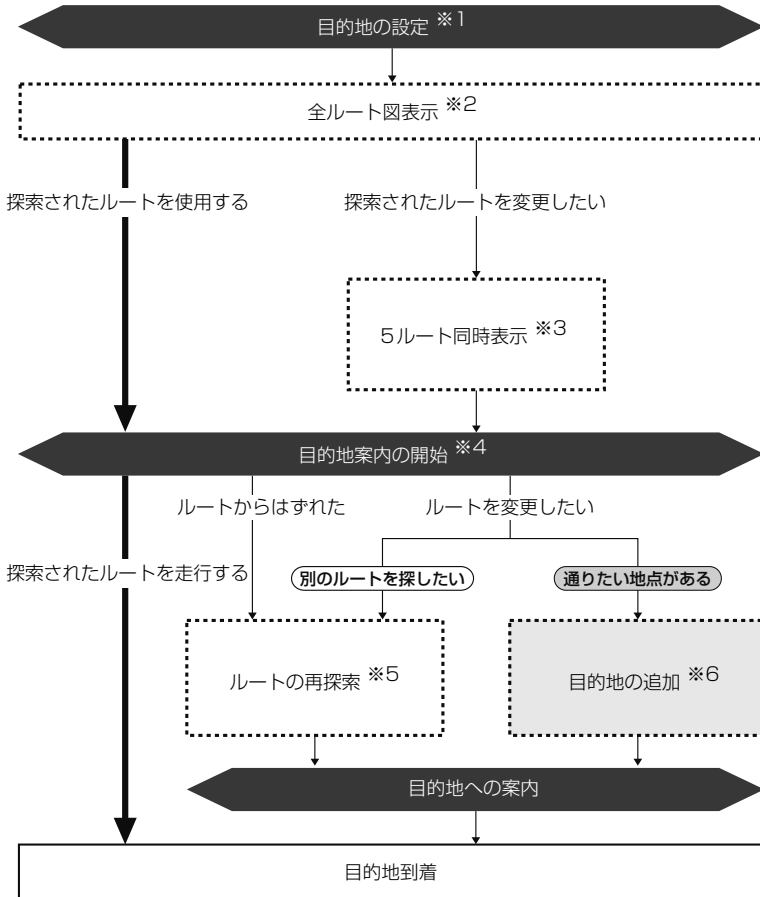 目的地の設定 ※1
全ルート図表示 ※2
探索されたルートを使用する
探索されたルートを変更したい
5ルート同時表示 ※3
目的地案内の開始 ※4
ルートからはずれた
ルートを変更したい
探索されたルートを走行する
別のルートを探したい
通りたい地点がある
ルートの再探索 ※5
目的地の追加 ※6
目的地への案内
目的地到着